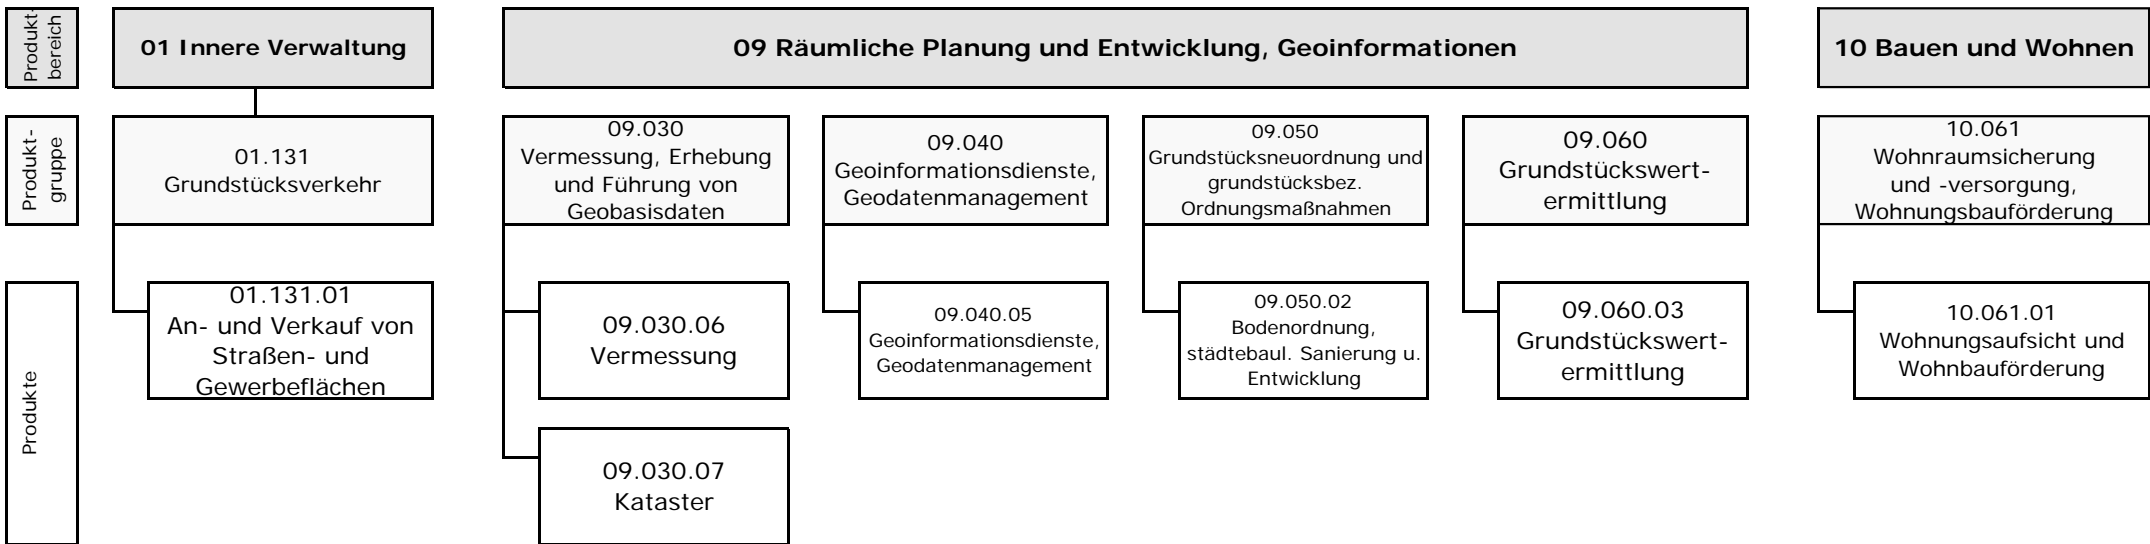 Produkt-
bereich
01 Innere Verwaltung
09 Räumliche Planung und Entwicklung, Geoinformationen
10 Bauen und Wohnen
Produkt-
gruppe
01.131
Grundstücksverkehr
09.030
Vermessung, Erhebung
und Führung von
Geobasisdaten
09.040
Geoinformationsdienste,
Geodatenmanagement
09.050
Grundstücksneuordnung und
grundstücksbez.
Ordnungsmaßnahmen
09.060
Grundstückswert-
ermittlung
10.061
Wohnraumsicherung
und -versorgung,
Wohnungsbauförderung
Produkte
01.131.01
An- und Verkauf von
Straßen- und
Gewerbeflächen
09.030.06
Vermessung
09.040.05
Geoinformationsdienste,
Geodatenmanagement
09.050.02
Bodenordnung,
städtebaul. Sanierung u.
Entwicklung
09.060.03
Grundstückswert-
ermittlung
10.061.01
Wohnungsaufsicht und
Wohnbauförderung
09.030.07
Kataster